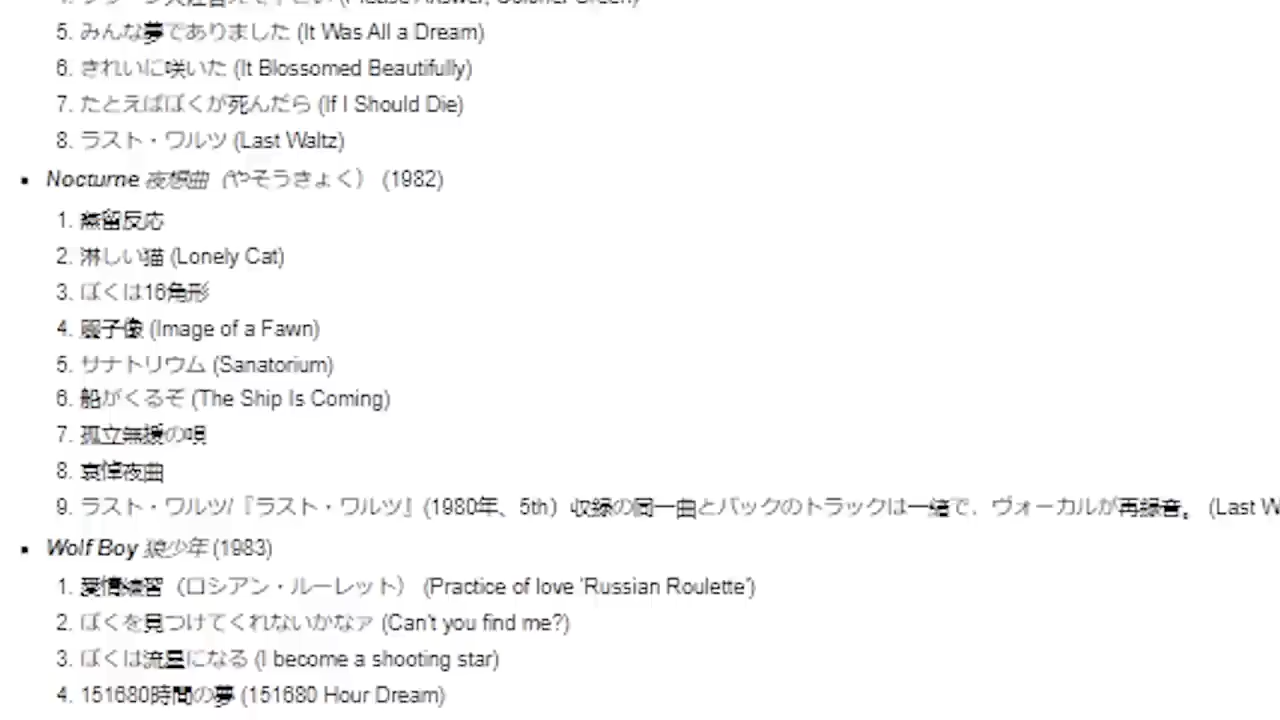 5. みんな夢でありました (It Was All a Dream)
6. きれいに咲いた (It Blossomed Beautifully)
7. たとえばぼくが死んだら (If I Should Die)
8. ラスト・ワルツ (Last Waltz)
▪ Nocturne 夜想曲（やそうきょく） (1982)
1. 蒸留反応
2. 淋しい猫 (Lonely Cat)
3. ぼくは16角形
4. 子像 (Image of a Fawn)
5. サナトリウム (Sanatorium)
6. 船がくるぞ (The Ship Is Coming)
7. 孤立無援の唄
8. 哀悼夜曲
9. ラスト・ワルツ/『ラスト・ワルツ』(1980年、5th）収録の同一曲とバックのトラックは一緒で、ヴォーカルが再録音。 (Last
▪ Wolf Boy 狼少年 (1983)
1. 愛情練習（ロシアン・ルーレット） (Practice of love 'Russian Roulette')
2. ぼくを見つけてくれないかなァ (Can't you find me?)
3. ぼくは流星になる (I become a shooting star)
4. 151680時間の夢 (151680 Hour Dream)